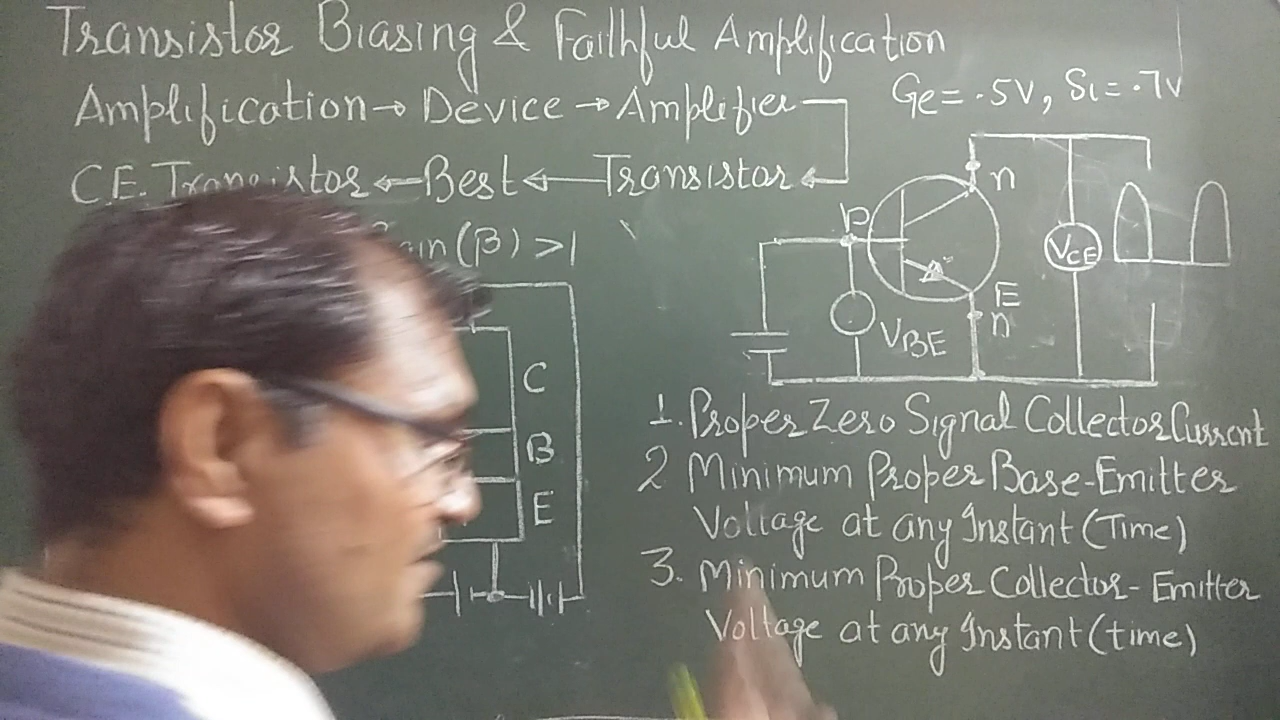 Transistor Biasing & Faithful Amplification
Amplification → Device → Amplifier
Ge = .5V, Si = .7V
C.E. Transistor ← Best ← Transistor
(β) > 1
n
P
VCE
E
n
VBE
C
B
E
1. Proper Zero Signal Collector Current
2 Minimum Proper Base-Emitter
Voltage at any Instant (Time)
3. Minimum Proper Collector-Emitter
Voltage at any Instant (time)